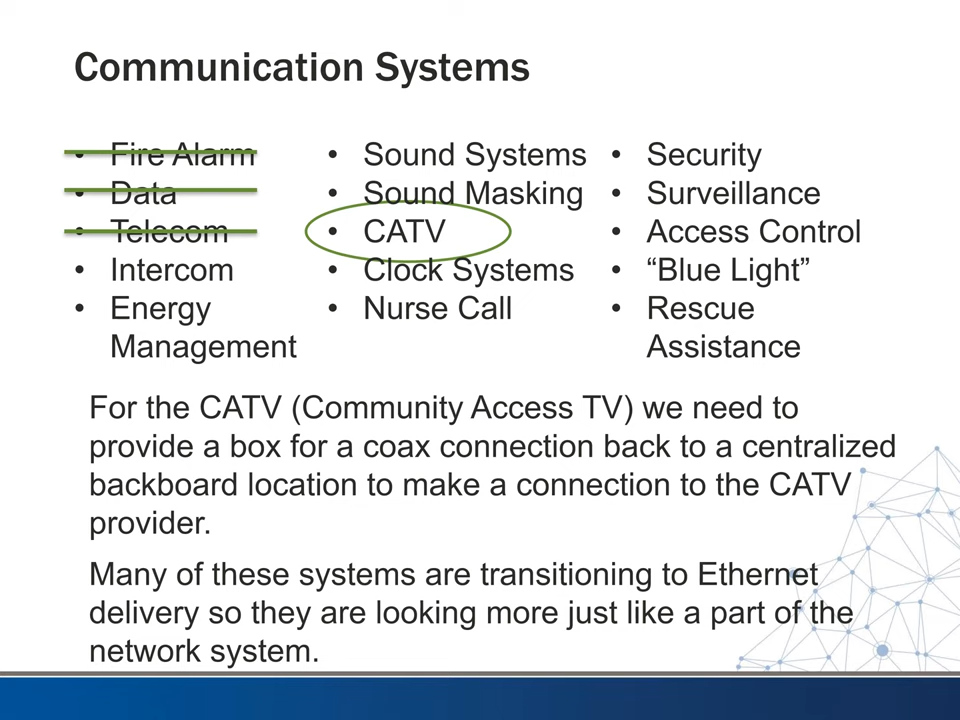 Communication Systems
• Fire Alarm
• Data
• Telecom
• Intercom
• Energy
Management
• Sound Systems
• Sound Masking
• CATV
• Clock Systems
• Nurse Call
• Security
• Surveillance
• Access Control
• “Blue Light”
• Rescue
Assistance
For the CATV (Community Access TV) we need to
provide a box for a coax connection back to a centralized
backboard location to make a connection to the CATV
provider.
Many of these systems are transitioning to Ethernet
delivery so they are looking more just like a part of the
network system.